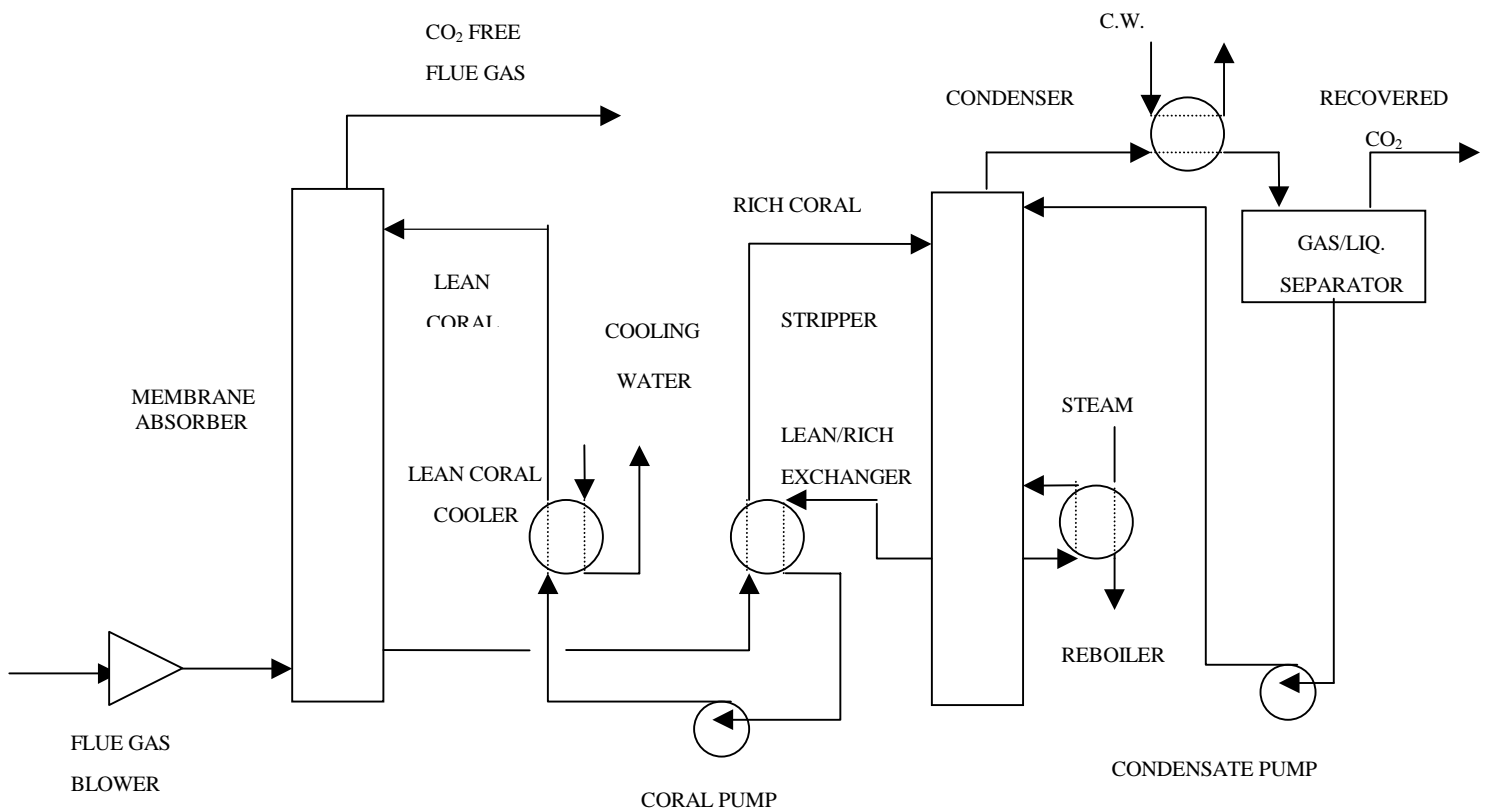 CO₂ FREE
FLUE GAS
C.W.
CONDENSER
RECOVERED
CO₂
RICH CORAL
GAS/LIQ.
SEPARATOR
LEAN
CORAL
STRIPPER
COOLING
WATER
MEMBRANE
ABSORBER
STEAM
LEAN/RICH
EXCHANGER
LEAN CORAL
COOLER
REBOILER
FLUE GAS
BLOWER
CONDENSATE PUMP
CORAL PUMP